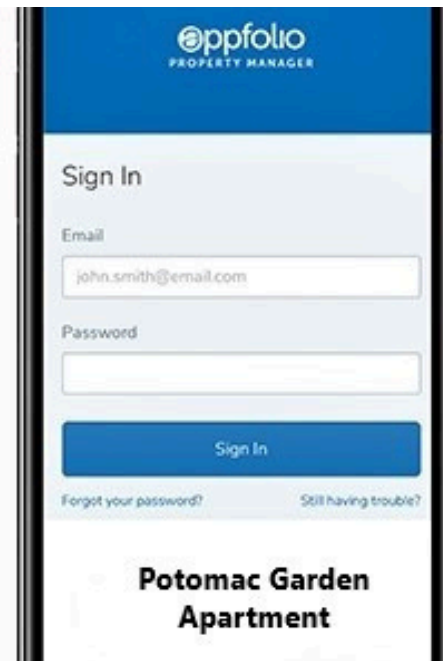 appfolio
PROPERTY MANAGER
Sign In
Email
john.smith@email.com
Password
Sign In
Forgot your password?
Still having trouble?
Potomac Garden
Apartment